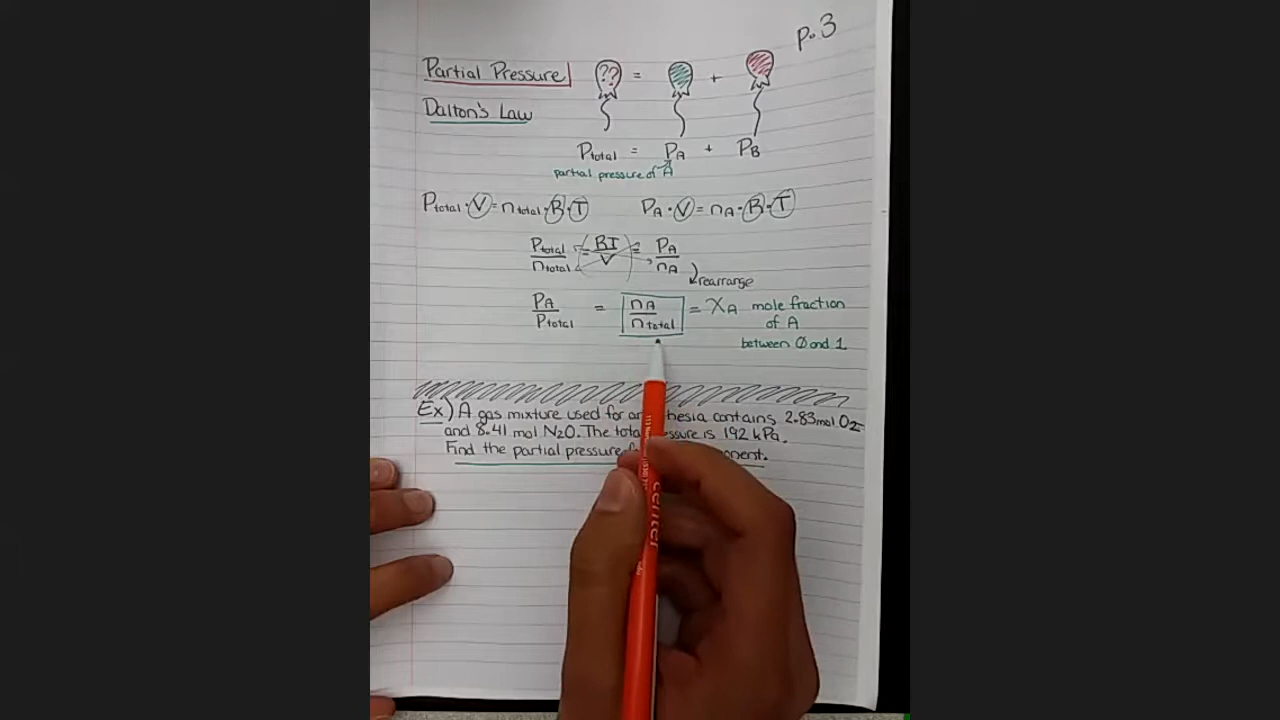 p.3
Partial Pressure ?? = +
Dalton's Law
Ptotal = PA + PB
partial pressure of A
Ptotal · V = ntotal · R · T PA · V = nA · R · T
Ptotal/ntotal = (RT/V) = PA/nA
rearrange
PA/Ptotal = nA/ntotal = XA mole fraction
of A
between 0 and 1
Ex) A gas mixture used for an hesia contains 2.83 mol O2
and 8.41 mol N2O. The total ssure is 192 kPa.
Find the partial pressure onent.
center